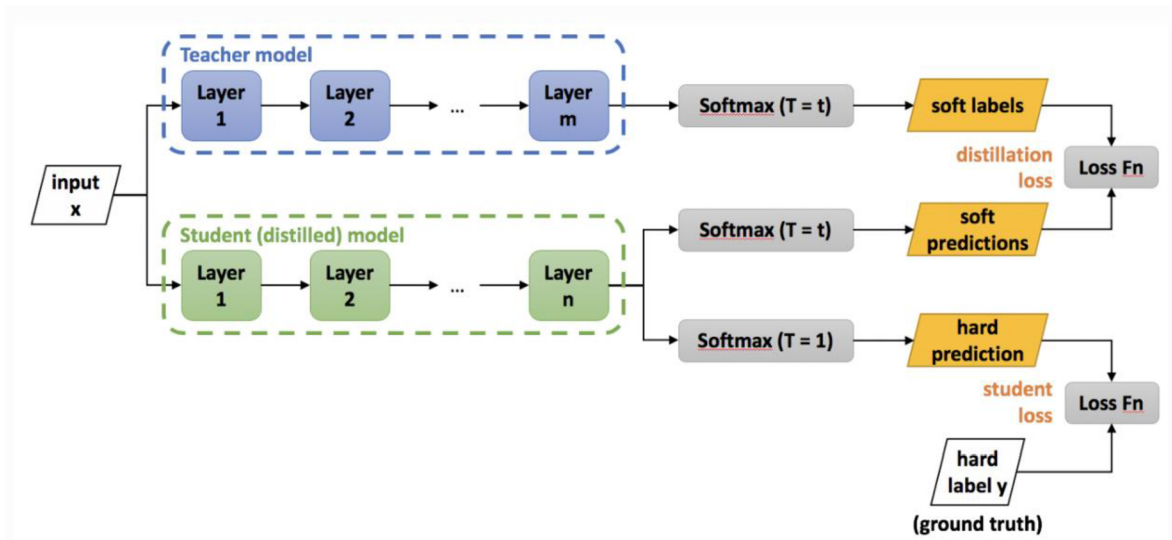 Teacher model
Layer
1
Layer
2
...
Layer
m
Softmax (T = t)
soft labels
distillation
loss
Loss Fn
input
x
Student (distilled) model
Layer
1
Layer
2
...
Layer
n
Softmax (T = t)
soft
predictions
Softmax (T = 1)
hard
prediction
student
loss
Loss Fn
hard
label y
(ground truth)